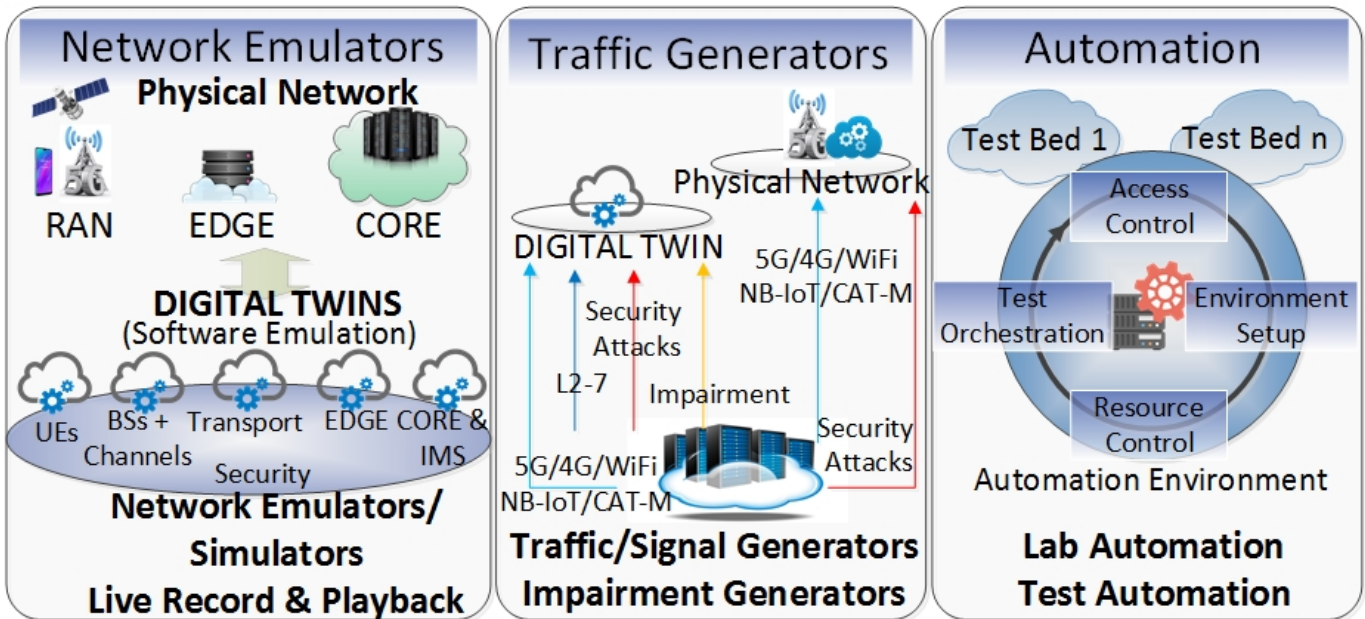 Network Emulators
Physical Network
5G
RAN
EDGE
CORE
DIGITAL TWINS
(Software Emulation)
UEs
BSs +
Channels
Transport
EDGE
CORE &
IMS
Security
Network Emulators/
Simulators
Live Record & Playback
Traffic Generators
5G
Physical Network
DIGITAL TWIN
5G/4G/WiFi
NB-IoT/CAT-M
Security
Attacks
L2-7
Impairment
Security
Attacks
5G/4G/WiFi
NB-IoT/CAT-M
Traffic/Signal Generators
Impairment Generators
Automation
Test Bed 1
Test Bed n
Access
Control
Test
Orchestration
Environment
Setup
Resource
Control
Automation Environment
Lab Automation
Test Automation